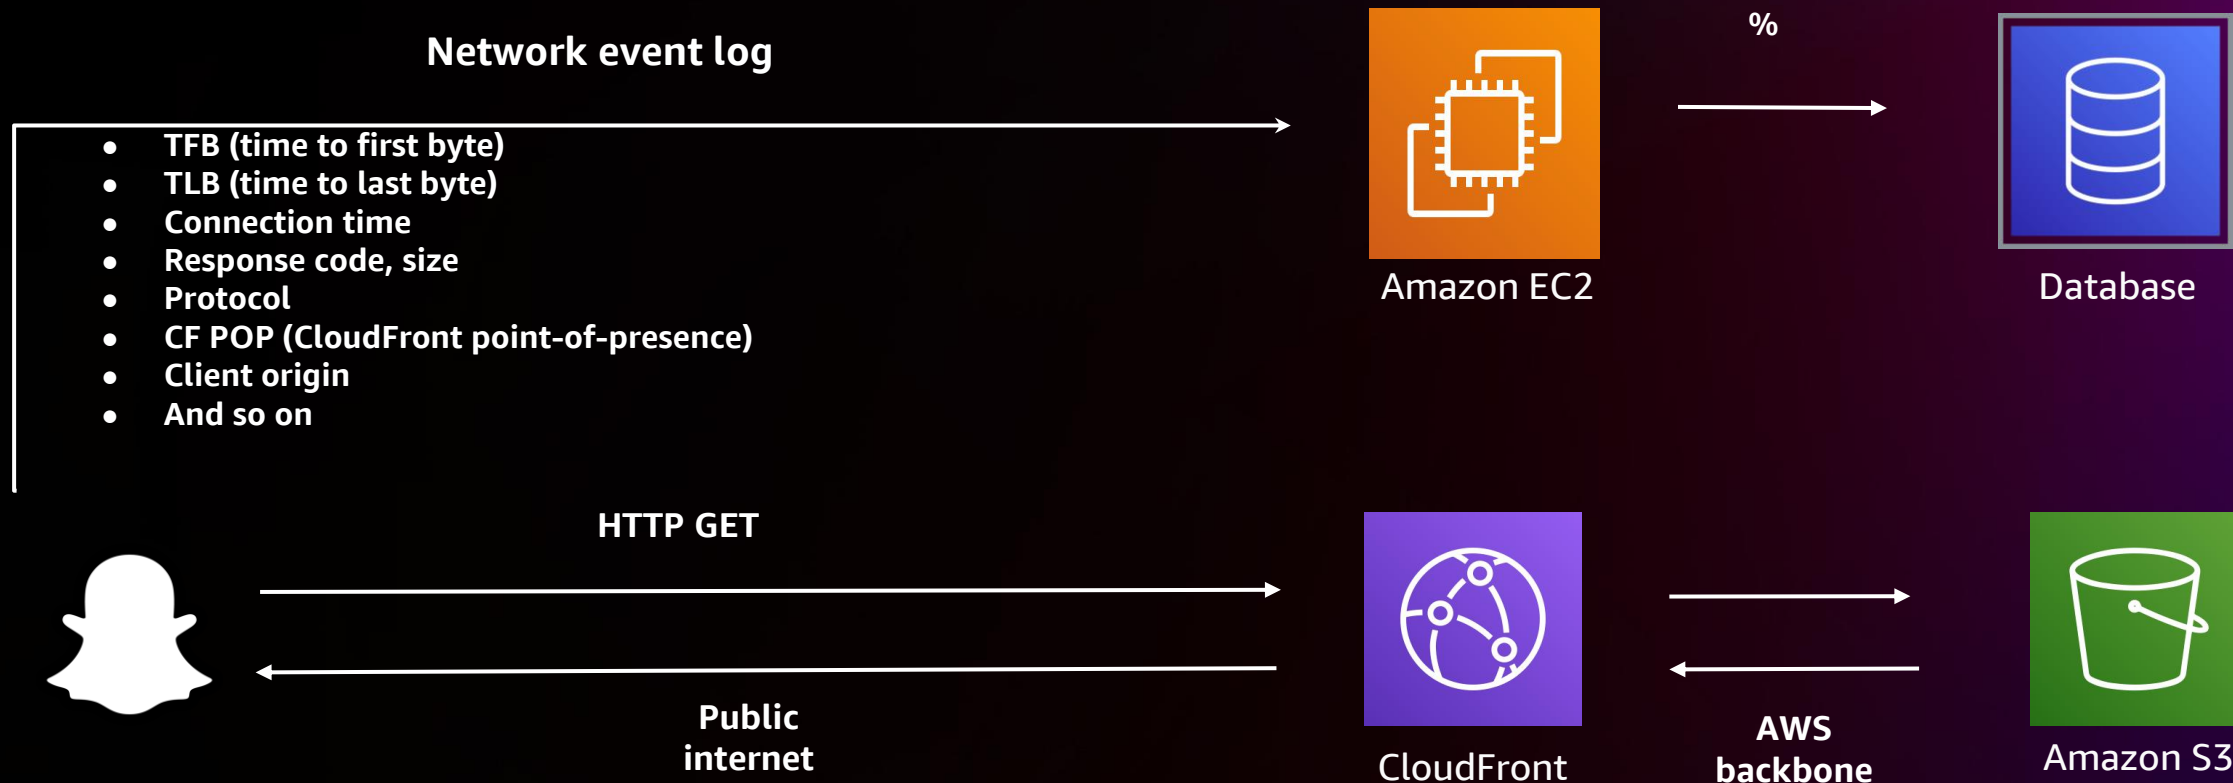 Network event log
%
● TFB (time to first byte)
● TLB (time to last byte)
● Connection time
● Response code, size
● Protocol
● CF POP (CloudFront point-of-presence)
● Client origin
● And so on
Amazon EC2
Database
HTTP GET
Public
internet
CloudFront
AWS
backbone
Amazon S3